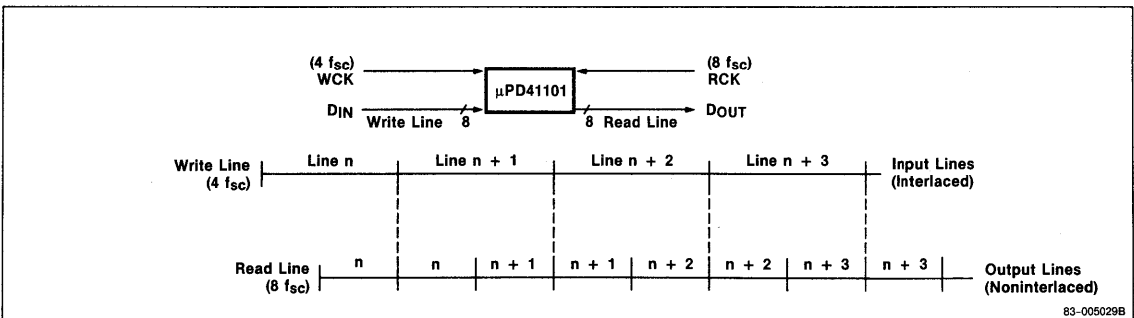 (4 fsc)
WCK
(8 fsc)
RCK
μPD41101
DIN
Write Line
8
8
Read Line
DOUT
Write Line
(4 fsc)
Line n
Line n + 1
Line n + 2
Line n + 3
Input Lines
(Interlaced)
Read Line
(8 fsc)
n
n
n + 1
n + 1
n + 2
n + 2
n + 3
n + 3
Output Lines
(Noninterlaced)
83-005029B